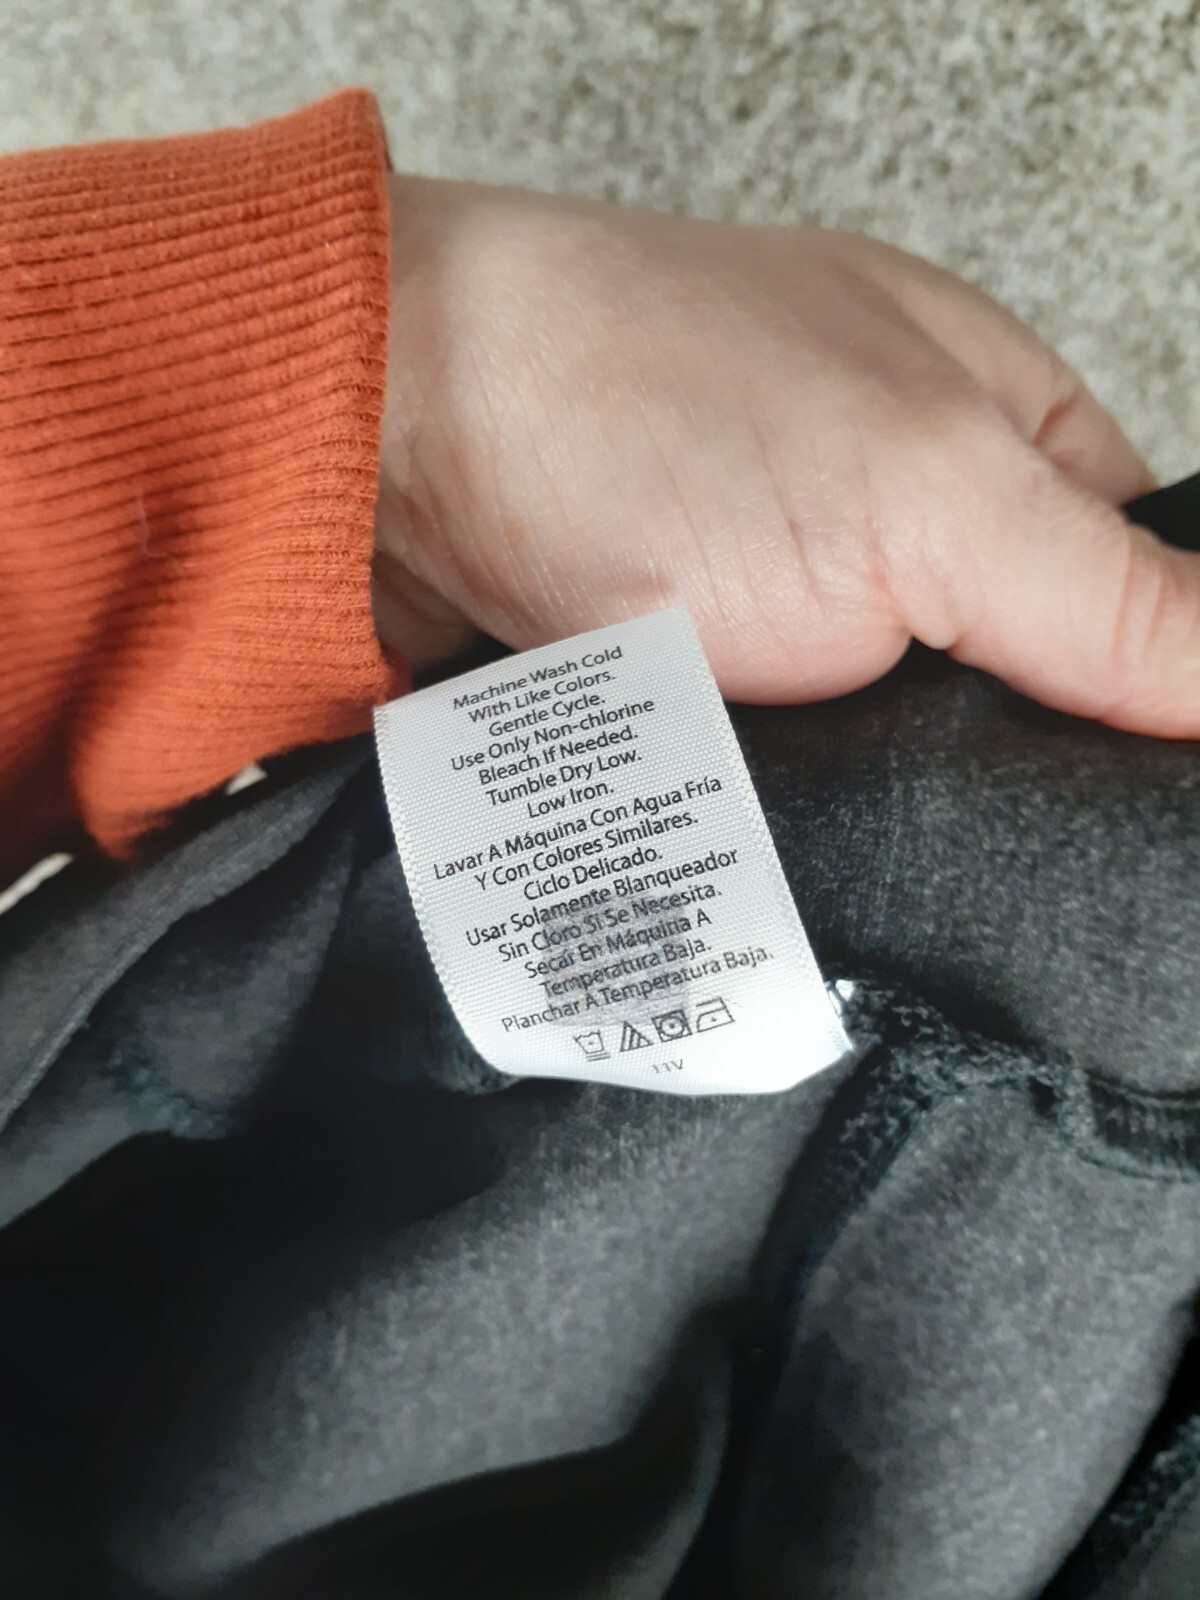 Machine Wash Cold
With Like Colors.
Gentle Cycle.
Use Only Non-chlorine
Bleach If Needed.
Tumble Dry Low.
Low Iron.
Lavar A Máquina Con Agua Fría
Y Con Colores Similares.
Ciclo Delicado.
Usar Solamente Blanqueador
Sin Cloro Si Se Necesita.
Secar En Máquina A
Temperatura Baja.
Planchar A Temperatura Baja.
11V